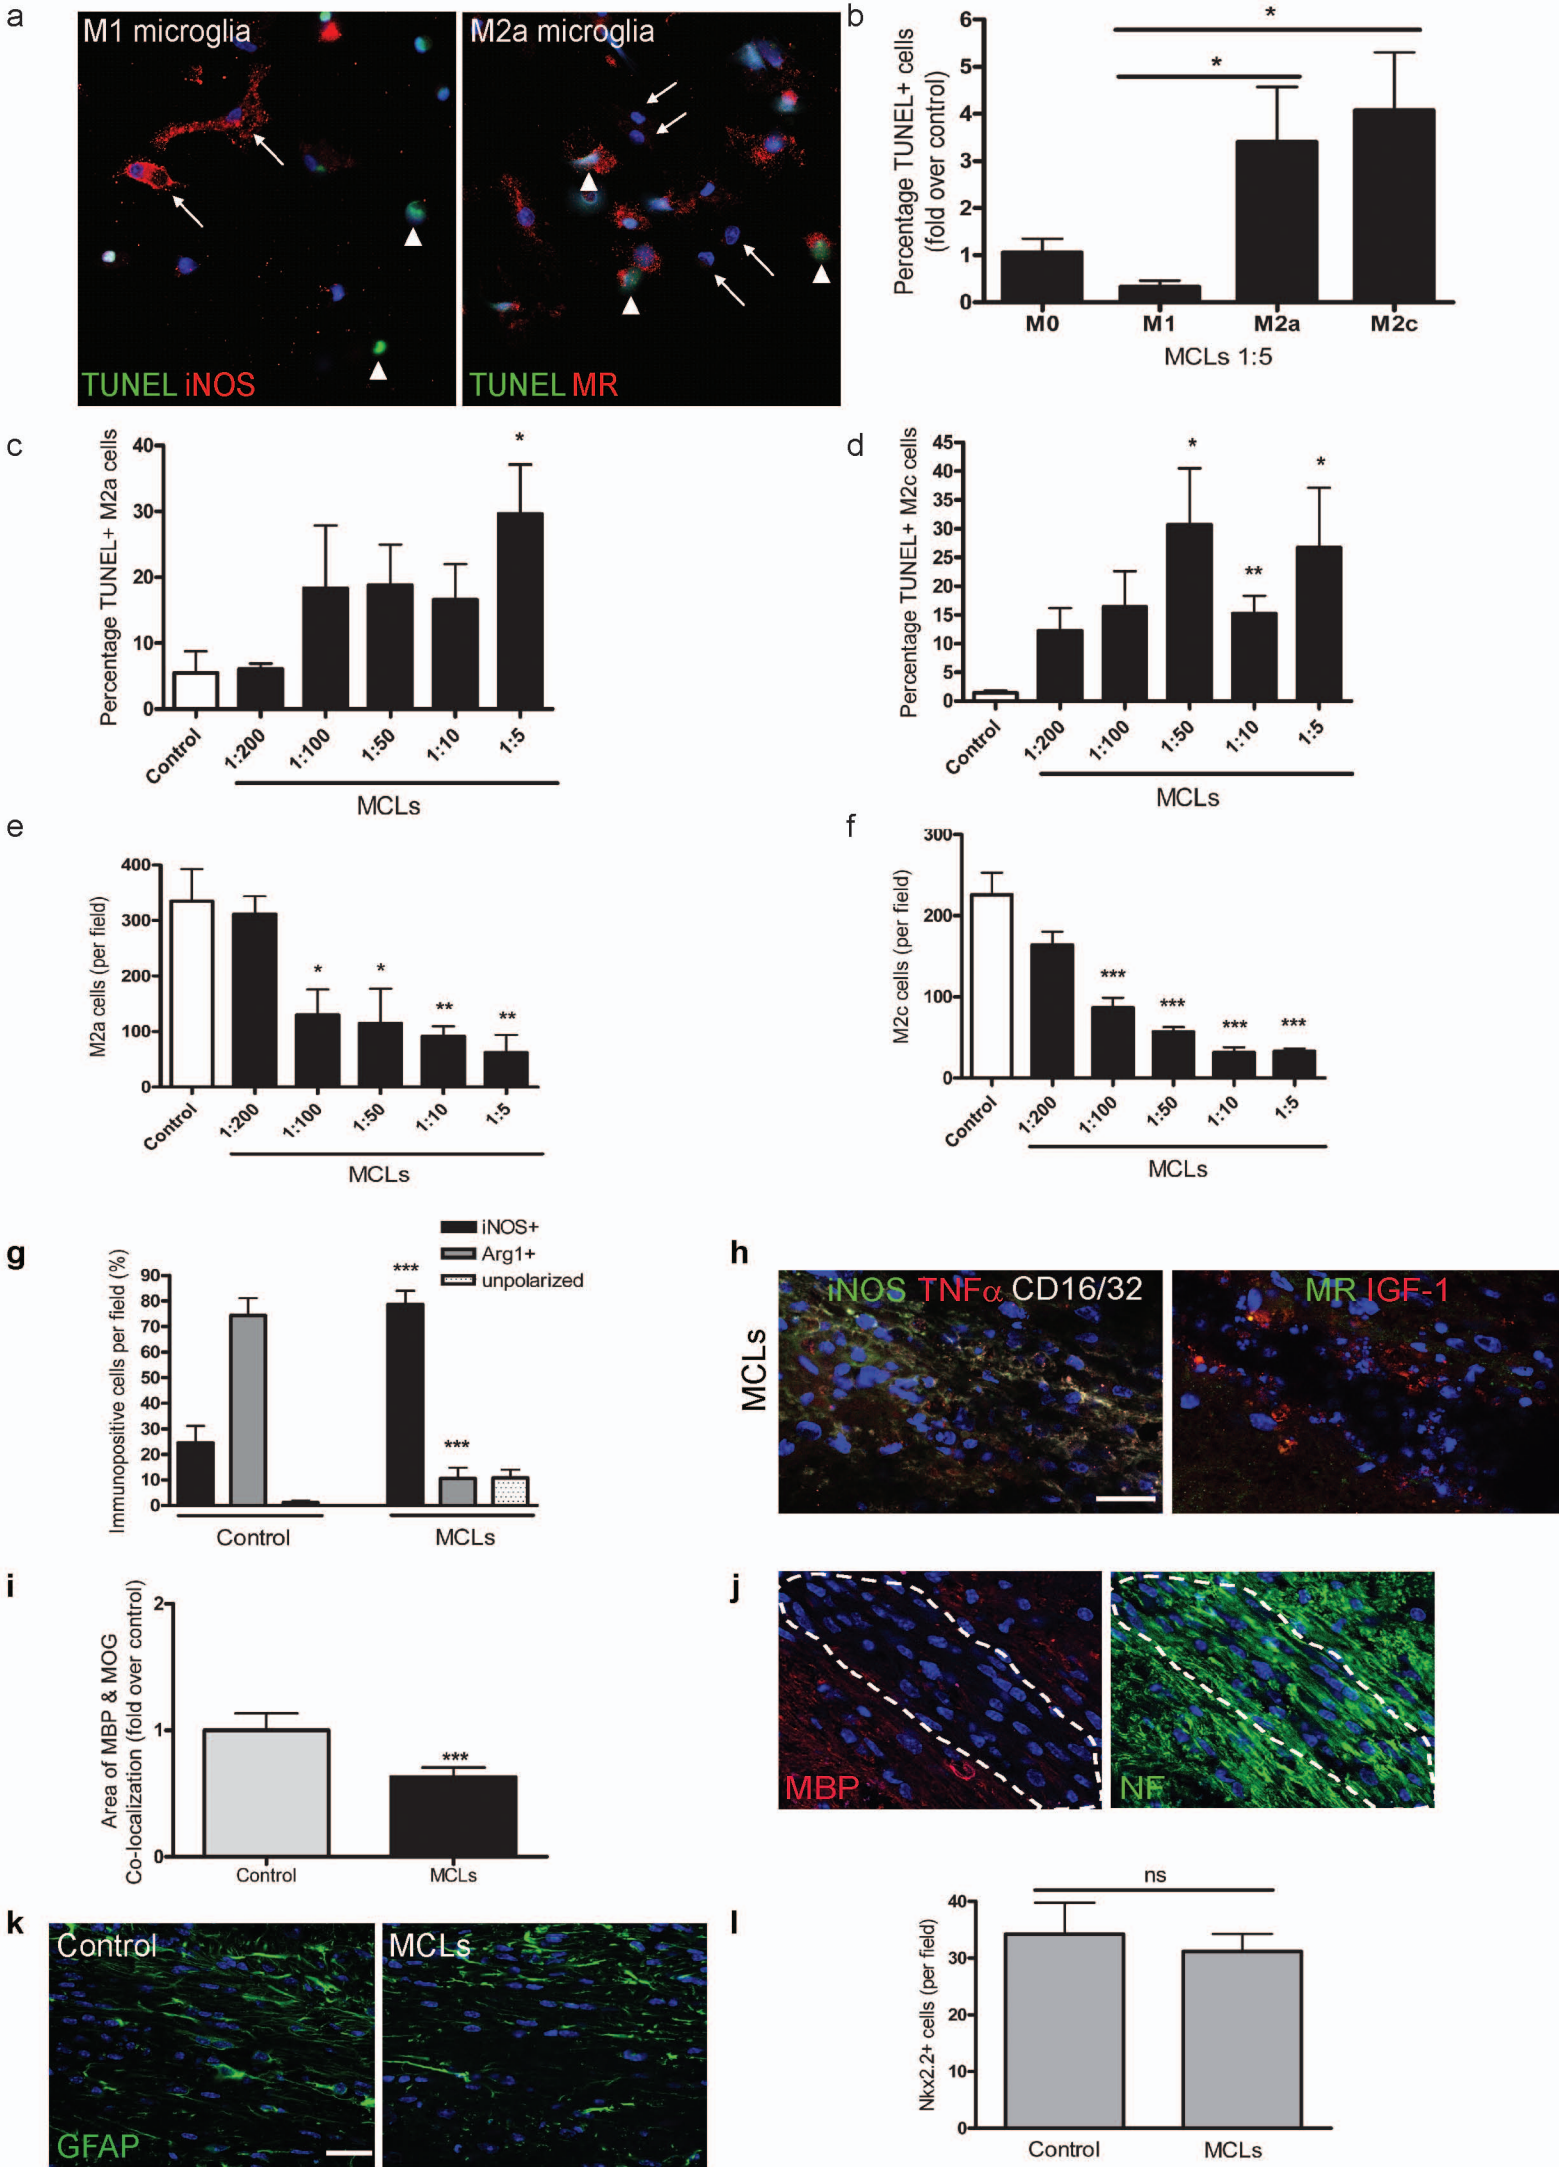 a
M1 microglia
M2a microglia
TUNEL iNOS
TUNEL MR
b
Percentage TUNEL+ cells
(fold over control)
6
5
4
3
2
1
0
*
*
M0 M1 M2a M2c
MCLs 1:5
c
Percentage TUNEL+ M2a cells
40
30
20
10
0
*
Control 1:200 1:100 1:50 1:10 1:5
MCLs
d
Percentage TUNEL+ M2c cells
45
40
35
30
25
20
15
10
5
0
* ** *
Control 1:200 1:100 1:50 1:10 1:5
MCLs
e
M2a cells (per field)
400
300
200
100
0
* * ** **
Control 1:200 1:100 1:50 1:10 1:5
MCLs
f
M2c cells (per field)
300
200
100
0
*** *** *** ***
Control 1:200 1:100 1:50 1:10 1:5
MCLs
g
Immunopositive cells per field (%)
90
80
70
60
50
40
30
20
10
0
iNOS+
Arg1+
unpolarized
*** ***
Control MCLs
h
MCLs
iNOS TNFα CD16/32
MR IGF-1
i
Area of MBP & MOG
Co-localization (fold over control)
2
1
0
***
Control MCLs
j
MBP
NF
k
Control
MCLs
GFAP
l
Nkx2.2+ cells (per field)
40
30
20
10
0
ns
Control MCLs